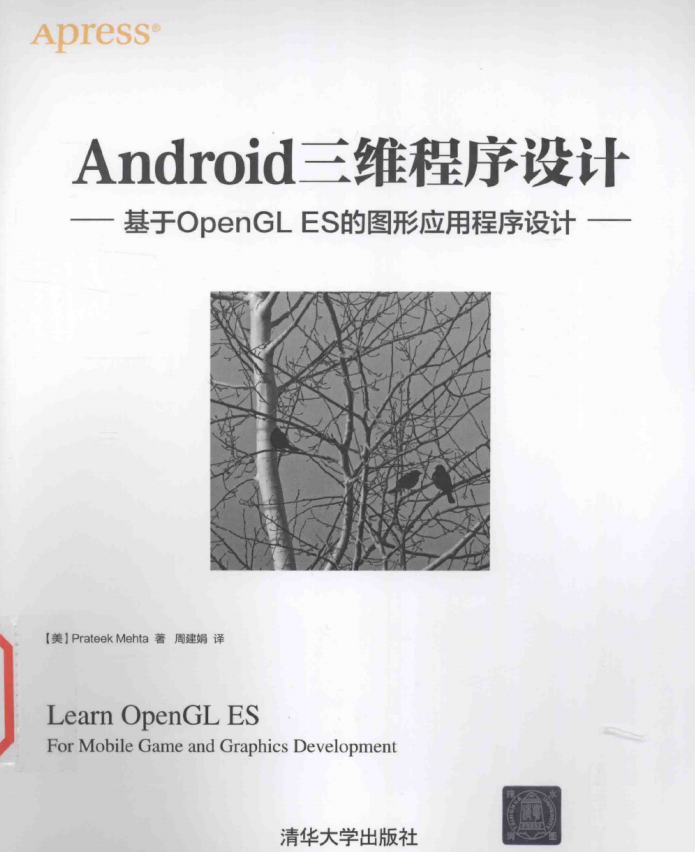 Apress®
Android三维程序设计
基于OpenGL ES的图形应用程序设计
【美】Prateek Mehta 著 周建娟 译
Learn OpenGL ES
For Mobile Game and Graphics Development
清华大学出版社